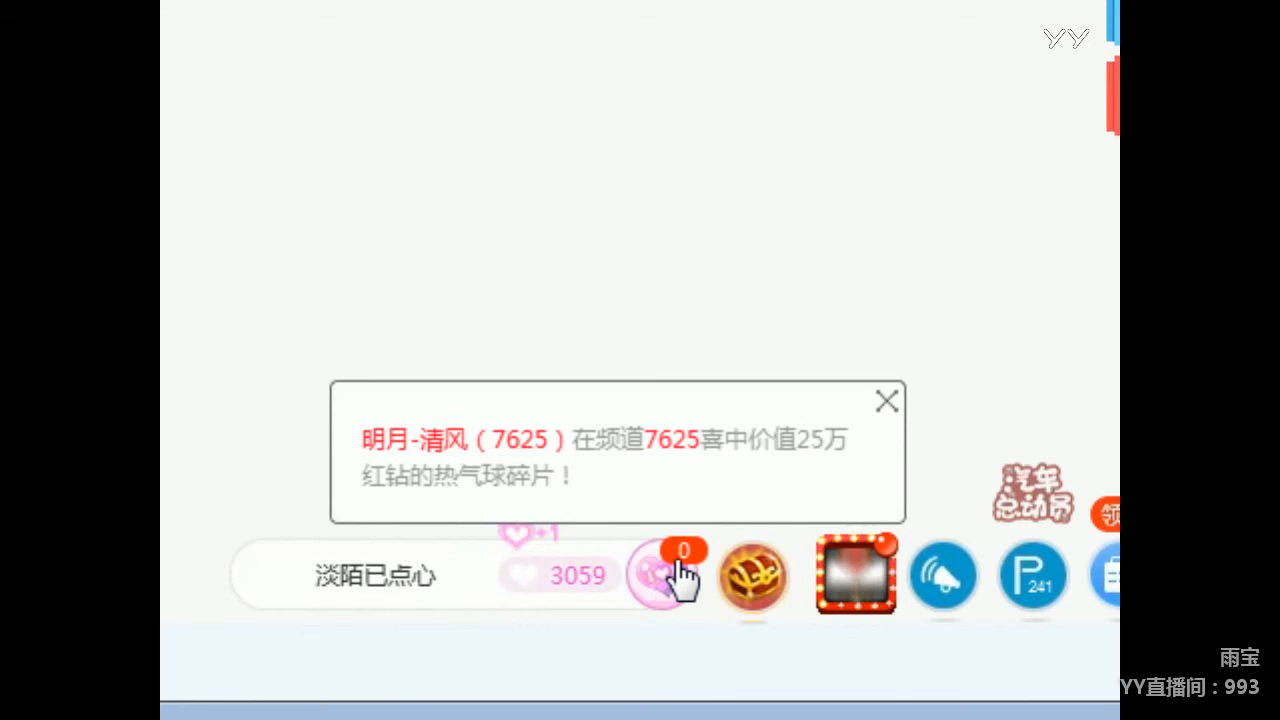 YY
明月-清风（7625）在频道7625喜中价值25万
红钻的热气球碎片！
汽车
总动员
领
+1
淡陌已点心
3059
0
P
241
雨宝
YY直播间：993